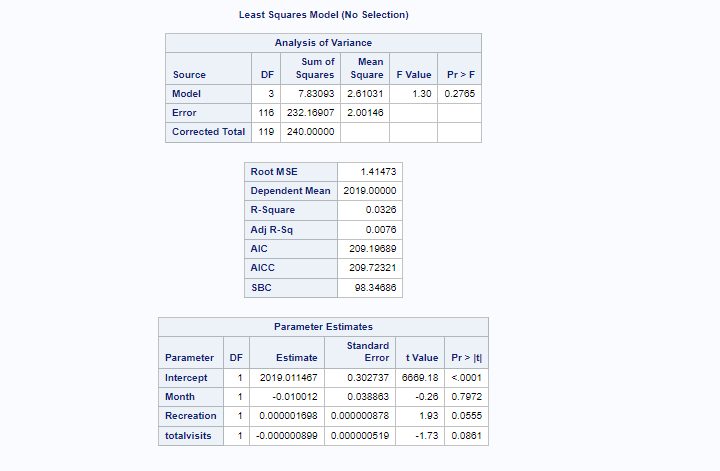 Least Squares Model (No Selection)
Analysis of Variance
Source DF Sum of Squares Mean Square F Value Pr > F
Model 3 7.83093 2.61031 1.30 0.2765
Error 116 232.16907 2.00146
Corrected Total 119 240.00000
Root MSE 1.41473
Dependent Mean 2019.00000
R-Square 0.0326
Adj R-Sq 0.0076
AIC 209.19689
AICC 209.72321
SBC 98.34686
Parameter Estimates
Parameter DF Estimate Standard Error t Value Pr > |t|
Intercept 1 2019.011467 0.302737 6669.18 <.0001
Month 1 -0.010012 0.038863 -0.26 0.7972
Recreation 1 0.000001698 0.000000878 1.93 0.0555
totalvisits 1 -0.000000899 0.000000519 -1.73 0.0861